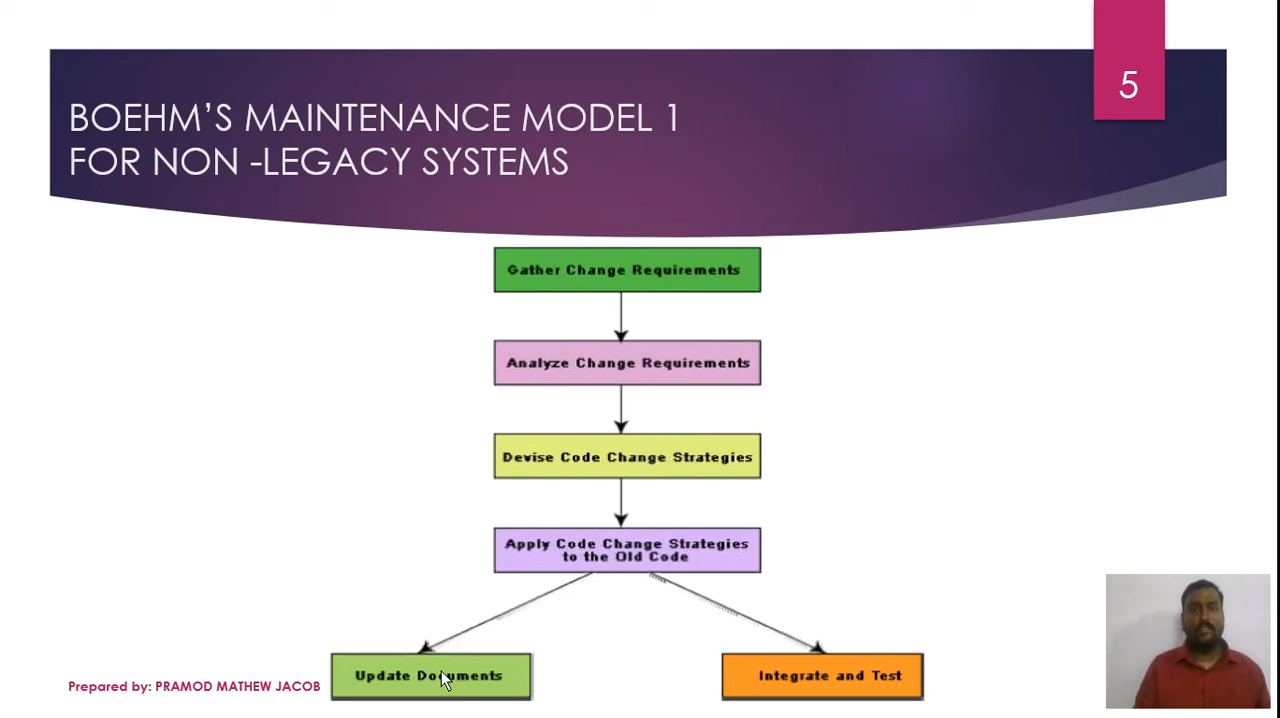 5
BOEHM’S MAINTENANCE MODEL 1
FOR NON -LEGACY SYSTEMS
Gather Change Requirements
Analyze Change Requirements
Devise Code Change Strategies
Apply Code Change Strategies
to the Old Code
Update Documents
Integrate and Test
Prepared by: PRAMOD MATHEW JACOB